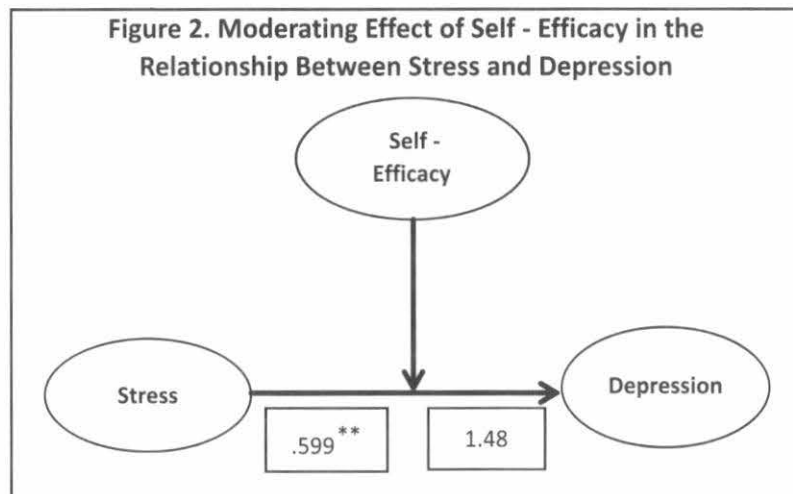 Figure 2. Moderating Effect of Self - Efficacy in the
Relationship Between Stress and Depression
Self -
Efficacy
Stress
Depression
.599**
1.48